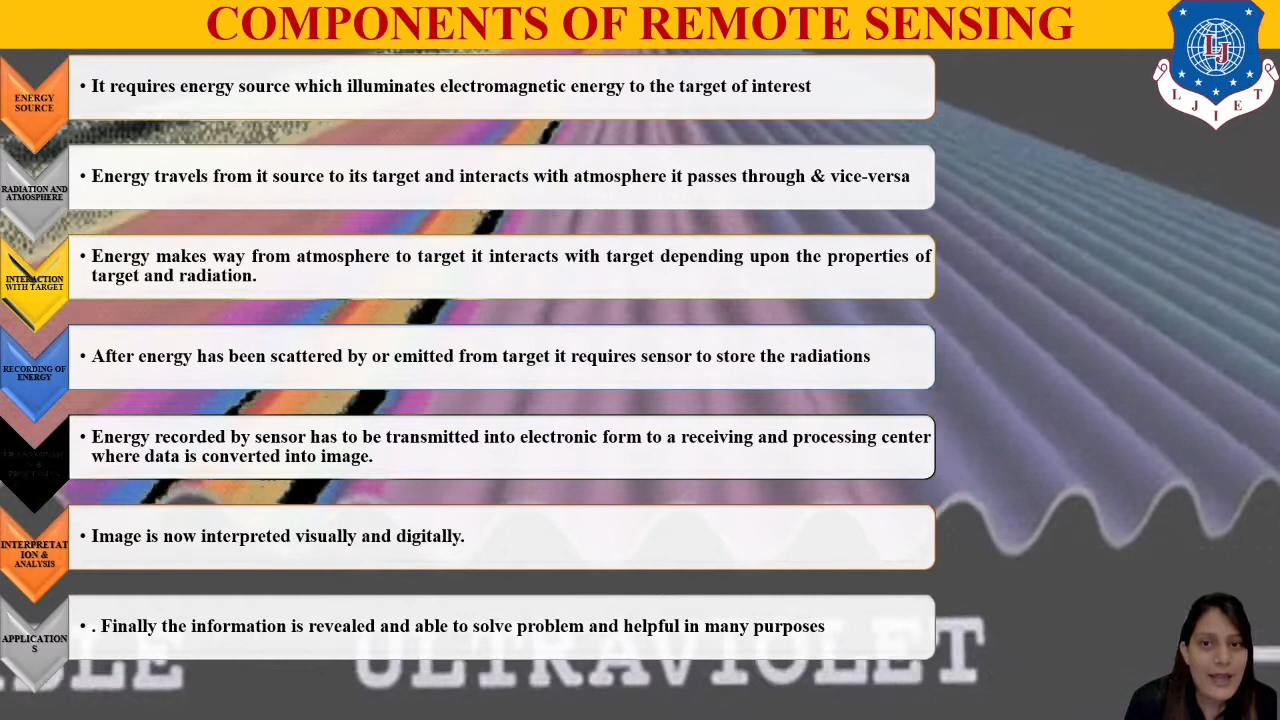 COMPONENTS OF REMOTE SENSING
L J I E T
LJ
ENERGY
SOURCE
• It requires energy source which illuminates electromagnetic energy to the target of interest
RADIATION AND
ATMOSPHERE
• Energy travels from it source to its target and interacts with atmosphere it passes through & vice-versa
INTERACTION
WITH TARGET
• Energy makes way from atmosphere to target it interacts with target depending upon the properties of
target and radiation.
RECORDING OF
ENERGY
• After energy has been scattered by or emitted from target it requires sensor to store the radiations
• Energy recorded by sensor has to be transmitted into electronic form to a receiving and processing center
where data is converted into image.
INTERPRETAT
ION &
ANALYSIS
• Image is now interpreted visually and digitally.
APPLICATION
S
• . Finally the information is revealed and able to solve problem and helpful in many purposes
ULTRAVIOLET